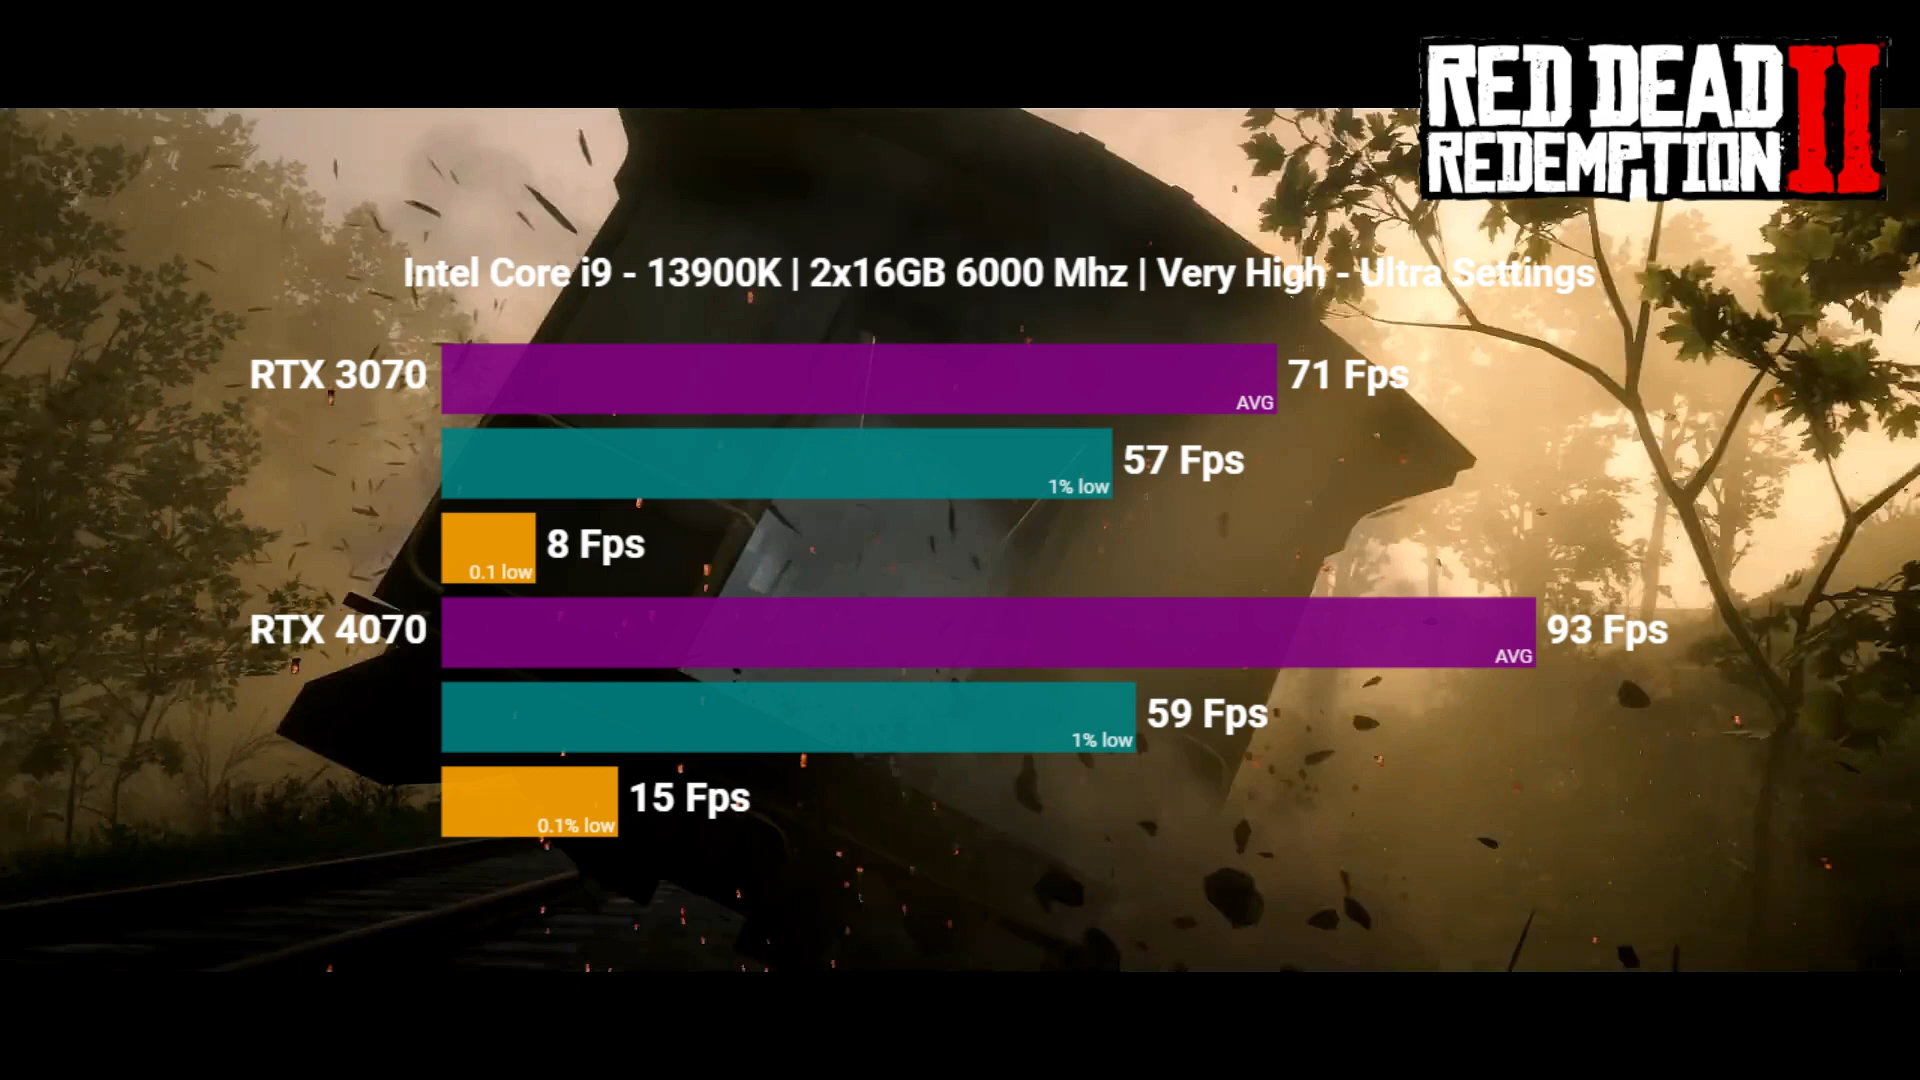 RED DEAD
REDEMPTION II
Intel Core i9 - 13900K | 2x16GB 6000 Mhz | Very High - Ultra Settings
RTX 3070
AVG
71 Fps
1% low
57 Fps
0.1 low
8 Fps
RTX 4070
AVG
93 Fps
1% low
59 Fps
0.1% low
15 Fps